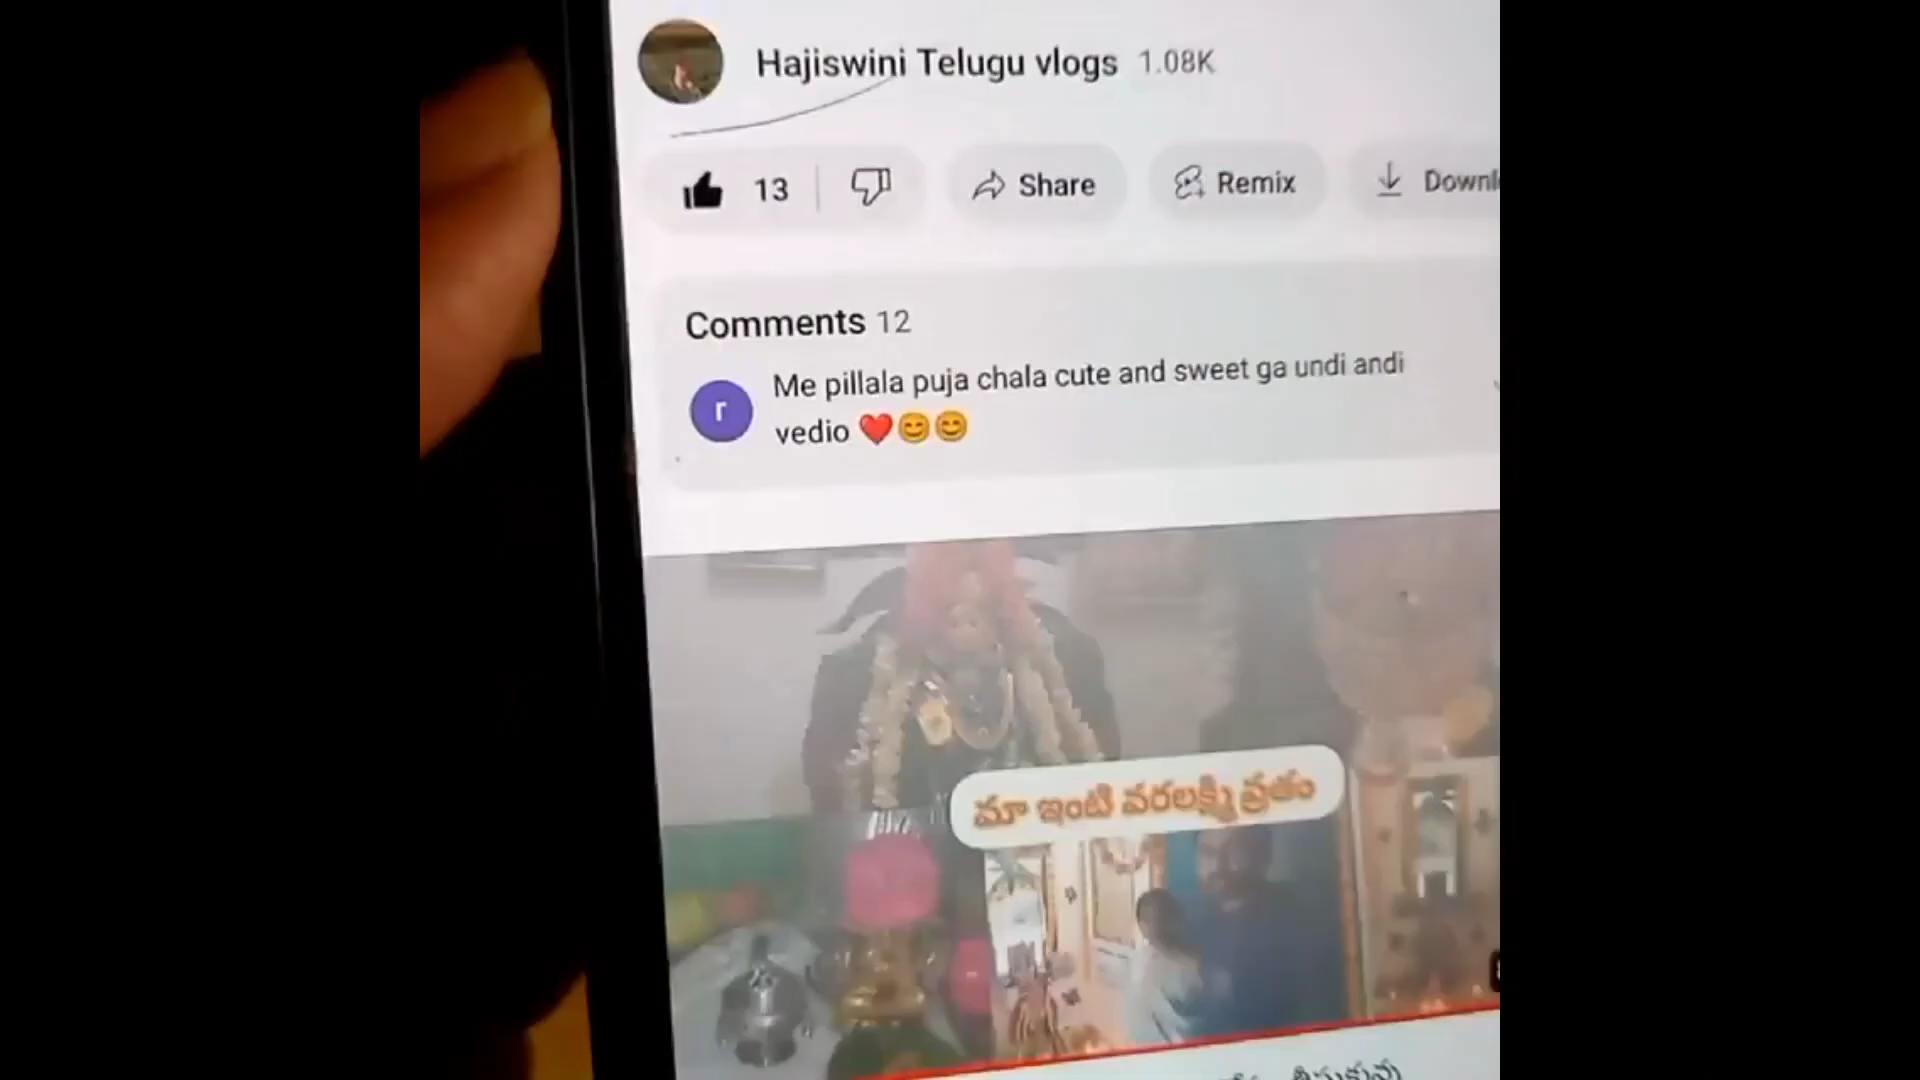 Hajiswini Telugu vlogs 1.08K
13 Share Remix Downl
Comments 12
r
Me pillala puja chala cute and sweet ga undi andi
vedio ❤️😊😊
మా ఇంటి వరలక్ష్మి వ్రతం